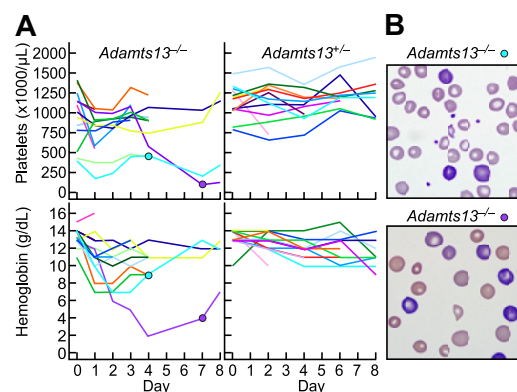 A
B
Adamts13⁻/⁻
Adamts13⁺/⁻
Adamts13⁻/⁻
Platelets (x1000/µL)
2000
1500
1250
1000
750
500
250
0
Adamts13⁻/⁻
Hemoglobin (g/dL)
16
14
12
10
8
6
4
2
0
0 1 2 3 4 5 6 7 8
0 1 2 3 4 5 6 7 8
Day
Day